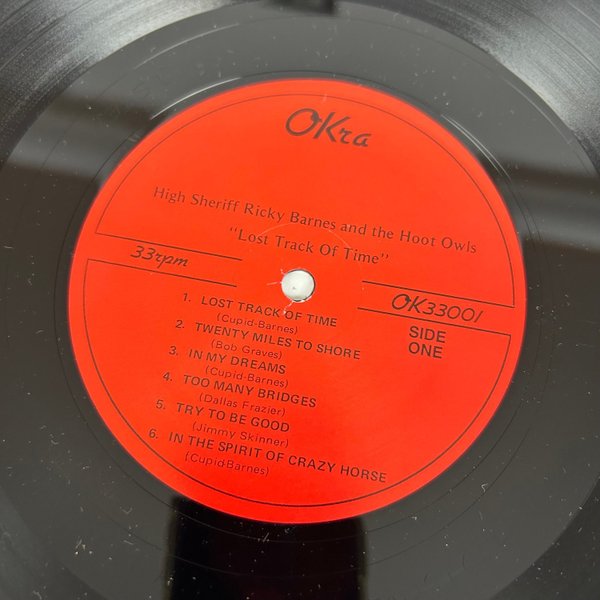 OKra
High Sheriff Ricky Barnes and the Hoot Owls
"Lost Track Of Time"
33rpm
OK33001
SIDE
ONE
1. LOST TRACK OF TIME
(Cupid-Barnes)
2. TWENTY MILES TO SHORE
(Bob Graves)
3. IN MY DREAMS
(Cupid-Barnes)
4. TOO MANY BRIDGES
(Dallas Frazier)
5. TRY TO BE GOOD
(Jimmy Skinner)
6. IN THE SPIRIT OF CRAZY HORSE
(Cupid-Barnes)